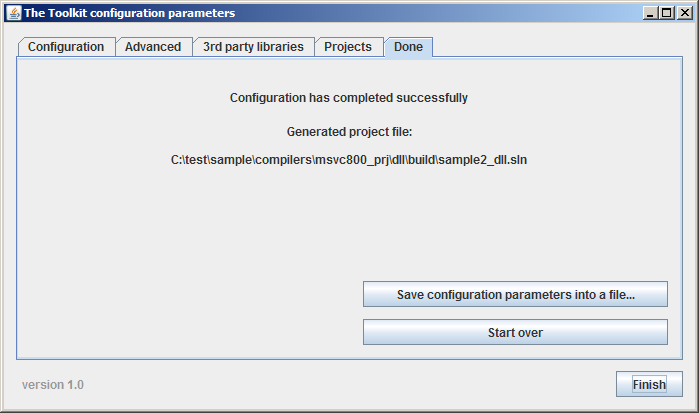 The Toolkit configuration parameters
Configuration Advanced 3rd party libraries Projects Done
Configuration has completed successfully
Generated project file:
C:\test\sample\compilers\msvc800_prj\dll\build\sample2_dll.sln
Save configuration parameters into a file...
Start over
version 1.0 Finish